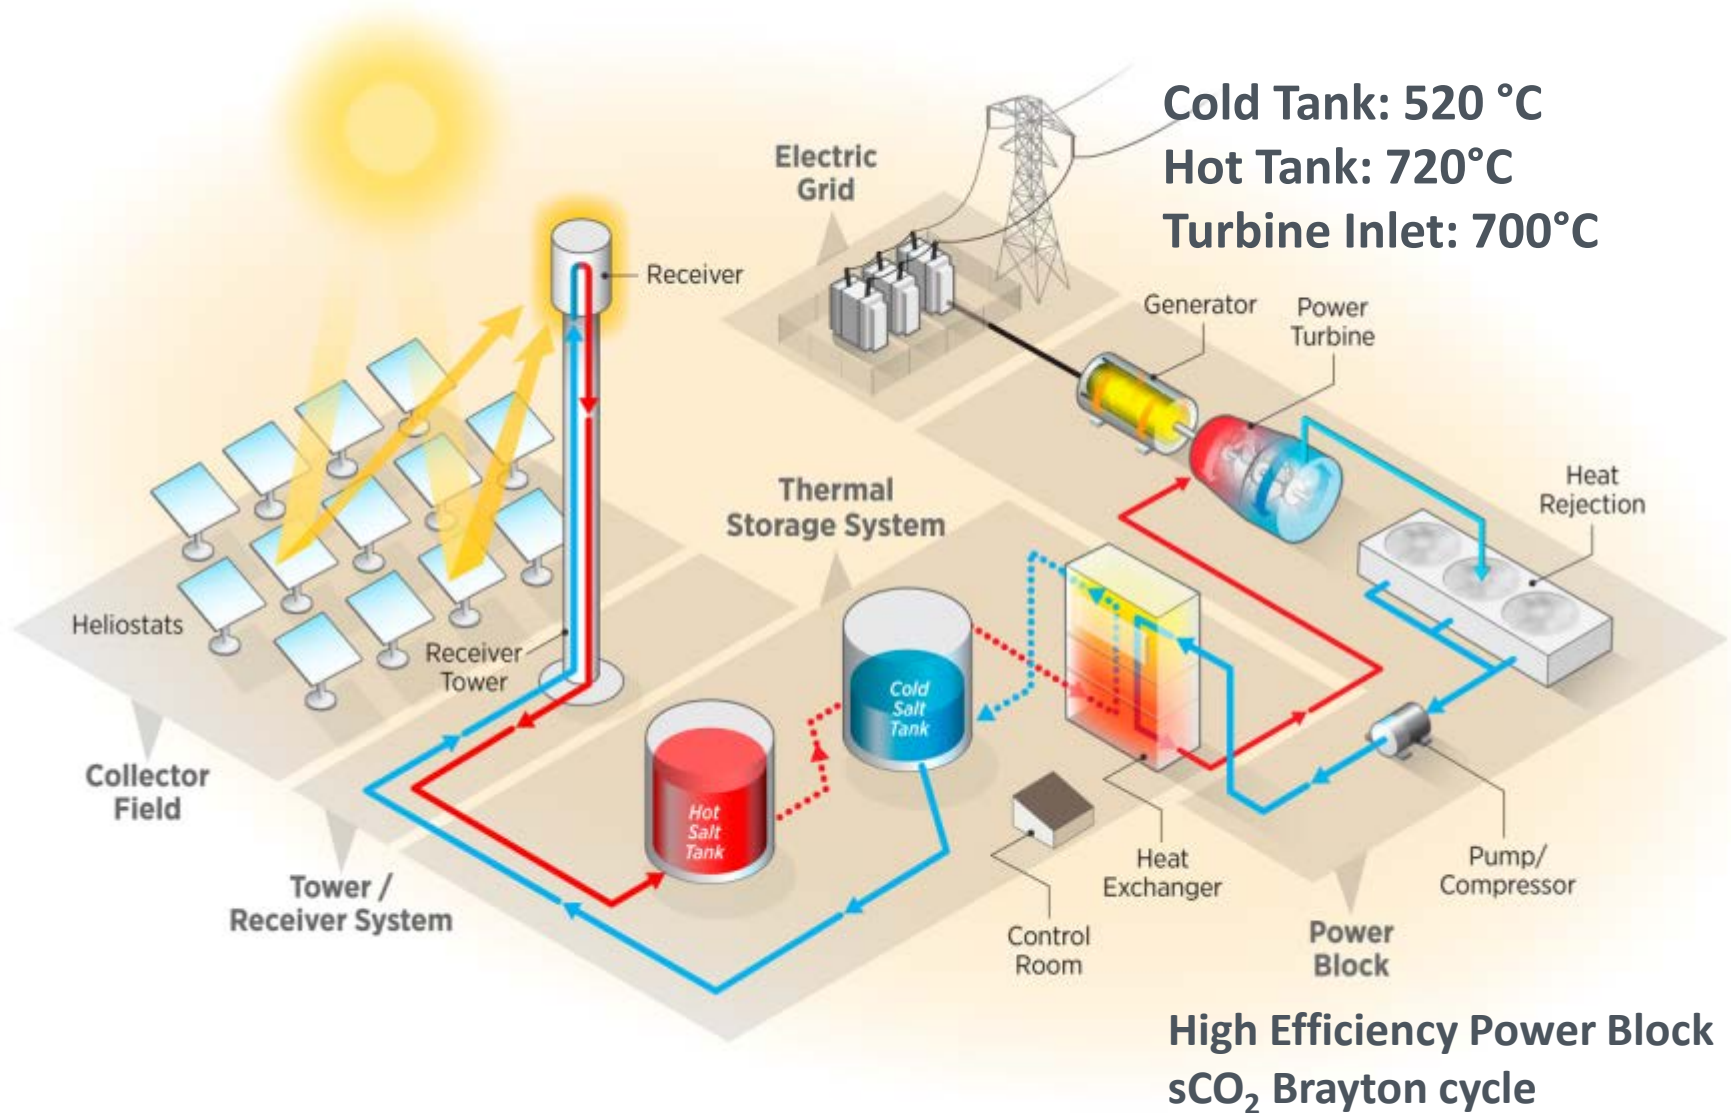 Cold Tank: 520 °C
Hot Tank: 720°C
Turbine Inlet: 700°C
Electric
Grid
Receiver
Generator
Power
Turbine
Heat
Rejection
Thermal
Storage System
Heliostats
Receiver
Tower
Cold
Salt
Tank
Hot
Salt
Tank
Collector
Field
Tower /
Receiver System
Heat
Exchanger
Pump/
Compressor
Control
Room
Power
Block
High Efficiency Power Block
sCO₂ Brayton cycle